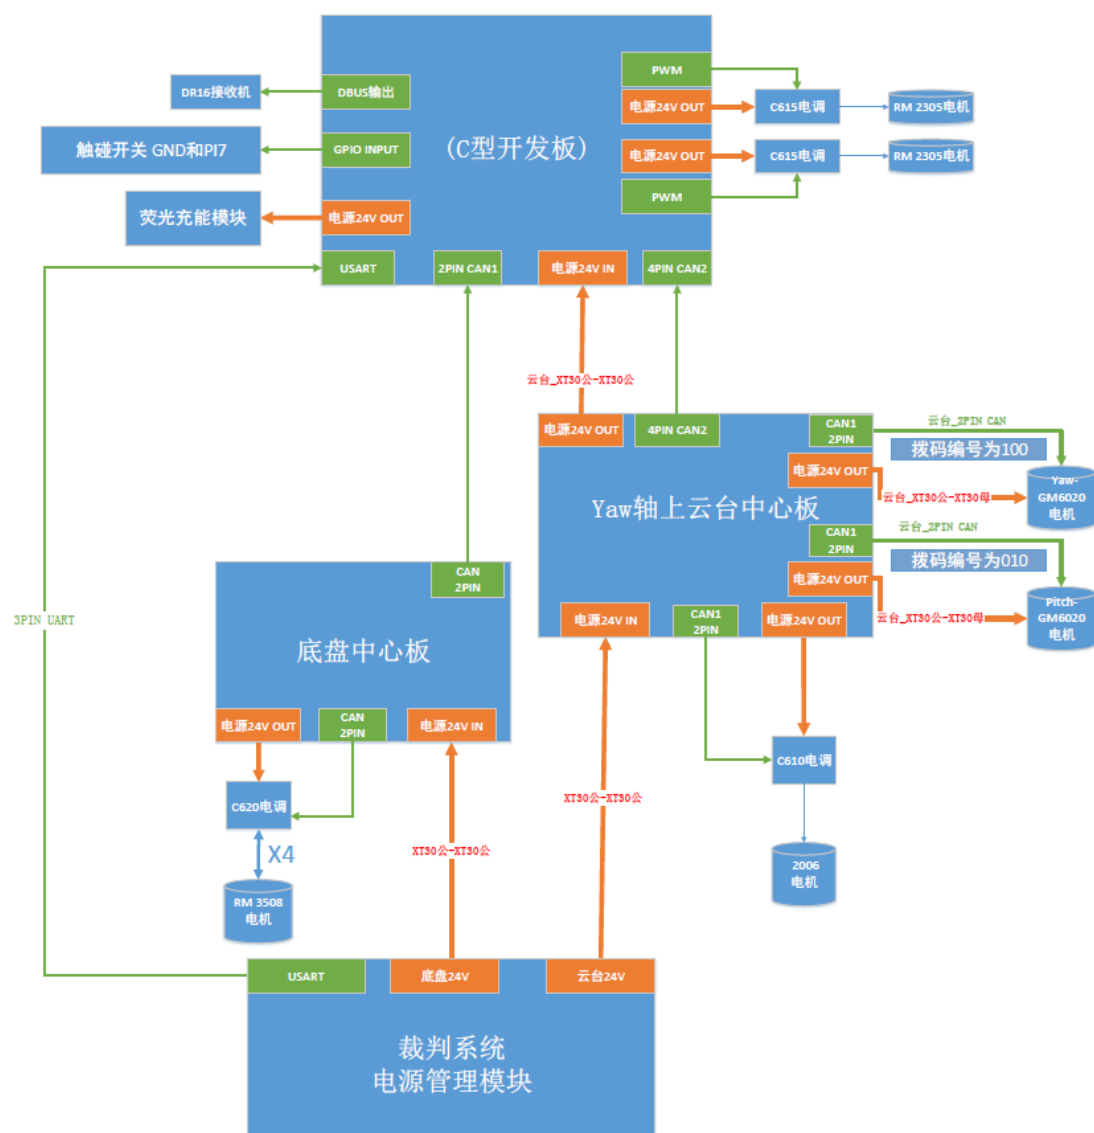 PWM
DR16接收机
DBUS输出
电源24V OUT
C615电调
RM 2305电机
触碰开关 GND和PI7
GPIO INPUT
(C型开发板)
电源24V OUT
C615电调
RM 2305电机
荧光充能模块
电源24V OUT
PWM
USART
2PIN CAN1
电源24V IN
4PIN CAN2
云台_XT30公-XT30公
电源24V OUT
4PIN CAN2
CAN1
2PIN
云台_2PIN CAN
拨码编号为100
电源24V OUT
云台_XT30公-XT30母
Yaw-
GM6020
电机
Yaw轴上云台中心板
CAN1
2PIN
云台_2PIN CAN
拨码编号为010
电源24V OUT
云台_XT30公-XT30母
Pitch-
GM6020
电机
电源24V IN
CAN1
2PIN
电源24V OUT
CAN
2PIN
3PIN UART
底盘中心板
电源24V OUT
CAN
2PIN
电源24V IN
C620电调
C610电调
XT30公-XT30公
XT30公-XT30公
X4
RM 3508
电机
2006
电机
USART
底盘24V
云台24V
裁判系统
电源管理模块